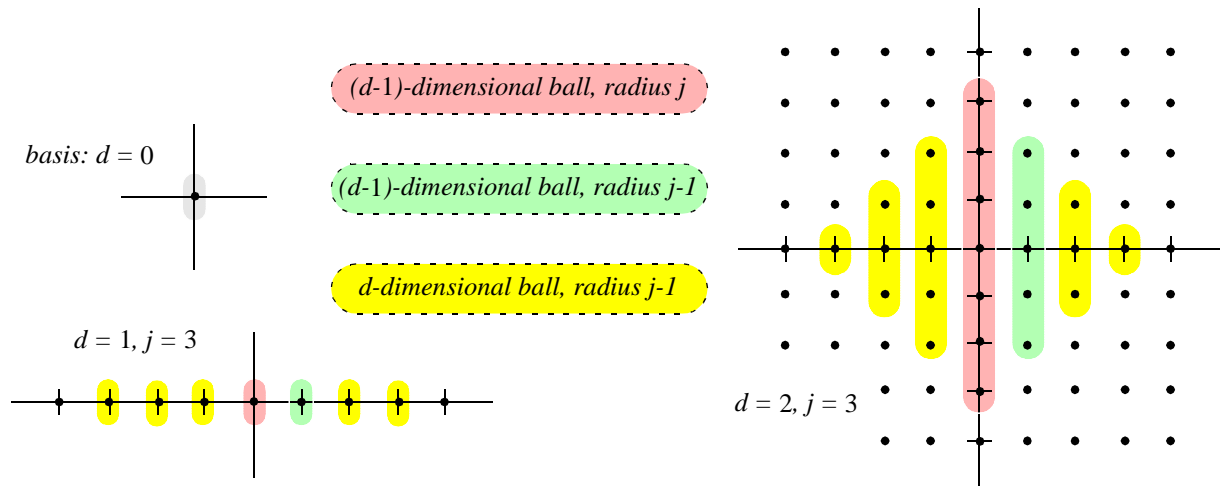 (d-1)-dimensional ball, radius j
basis: d = 0
(d-1)-dimensional ball, radius j-1
d-dimensional ball, radius j-1
d = 1, j = 3
d = 2, j = 3